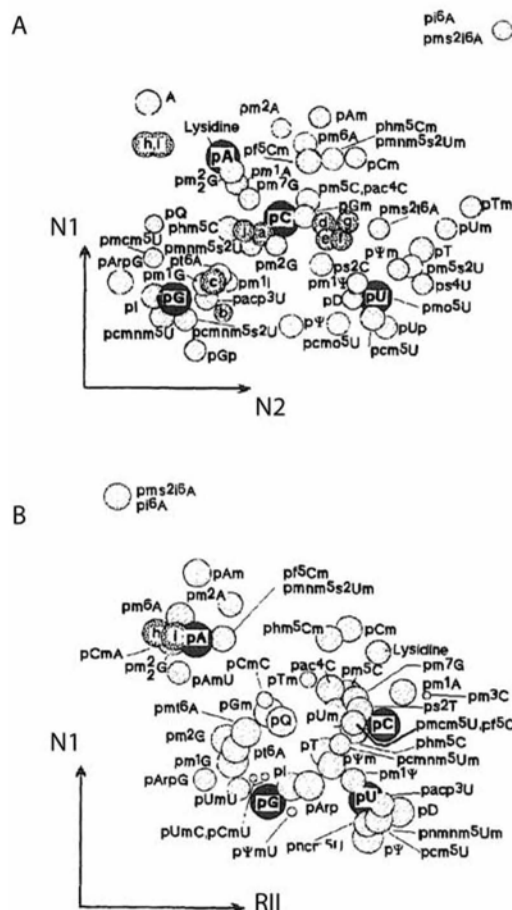 A
pi6A
pms2i6A
A
pm2A
pAm
h,i
Lysidine
pf5Cm
pm6A
phm5Cm
pmnm5s2Um
pA
pCm
pm1A
pm22G
pm7G
pm5C,pac4C
pGm
pQ
phm5C
j
a
pC
d
g
pms2i6A
pTm
pUm
N1
pmcm5U
pmnm5s2U
e
f
pΨm
pT
pArpG
pt6A
pm2G
ps2C
pm5s2U
pm1G
c
pm1I
pm1Ψ
ps4U
pI
pG
pacp3U
pD
pU
pmo5U
b
pcmnm5U
pcmnm5s2U
pΨ
pUp
pcmo5U
pcm5U
pGp
N2
pms2i6A
pi6A
B
pAm
pf5Cm
pmnm5s2Um
pm2A
pm6A
phm5Cm
pCm
h
i
pA
pCmA
pm22G
Lysidine
pAmU
pCmC
pTm
pac4C
pm5C
pm7G
pm1A
pm3C
pGm
ps2T
N1
pmt6A
pQ
pUm
pC
pmcm5U,pf5C
pm2G
phm5C
pt6A
pT
pΨm
pcmnm5Um
pm1G
pArpG
pI
pm1Ψ
pUmU
pG
pArp
pU
pacp3U
pD
pUmC,pCmU
pΨmU
pnmnm5Um
pΨ
pcm5U
RII